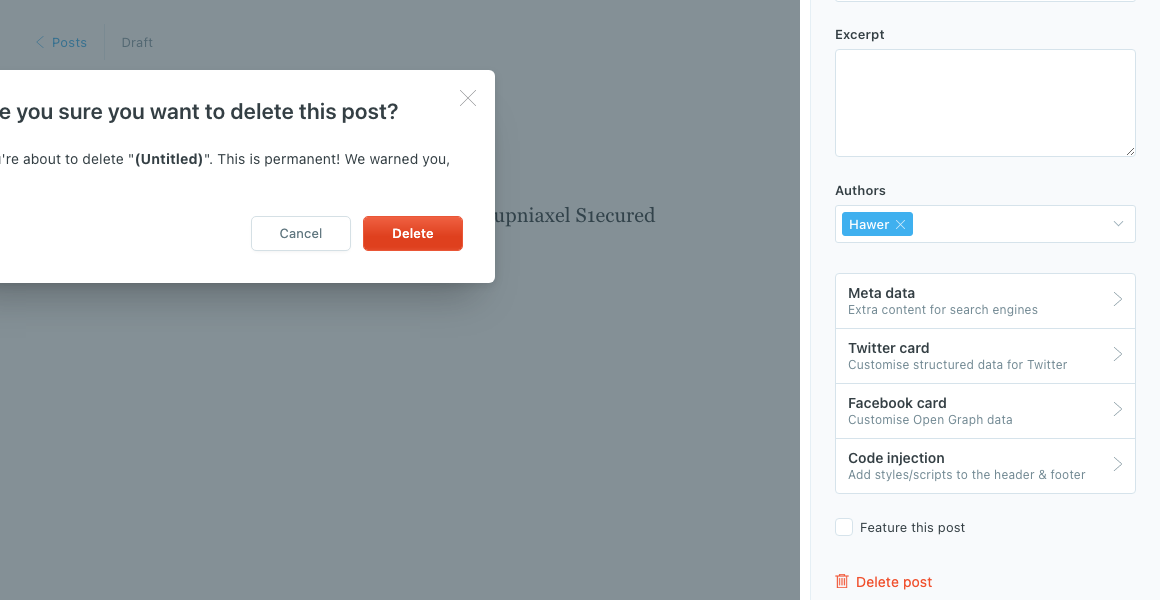 Posts
Draft
e you sure you want to delete this post?
're about to delete "(Untitled)". This is permanent! We warned you,
Cancel
Delete
upniaxel S1ecured
Excerpt
Authors
Hawer
Meta data
Extra content for search engines
Twitter card
Customise structured data for Twitter
Facebook card
Customise Open Graph data
Code injection
Add styles/scripts to the header & footer
Feature this post
Delete post